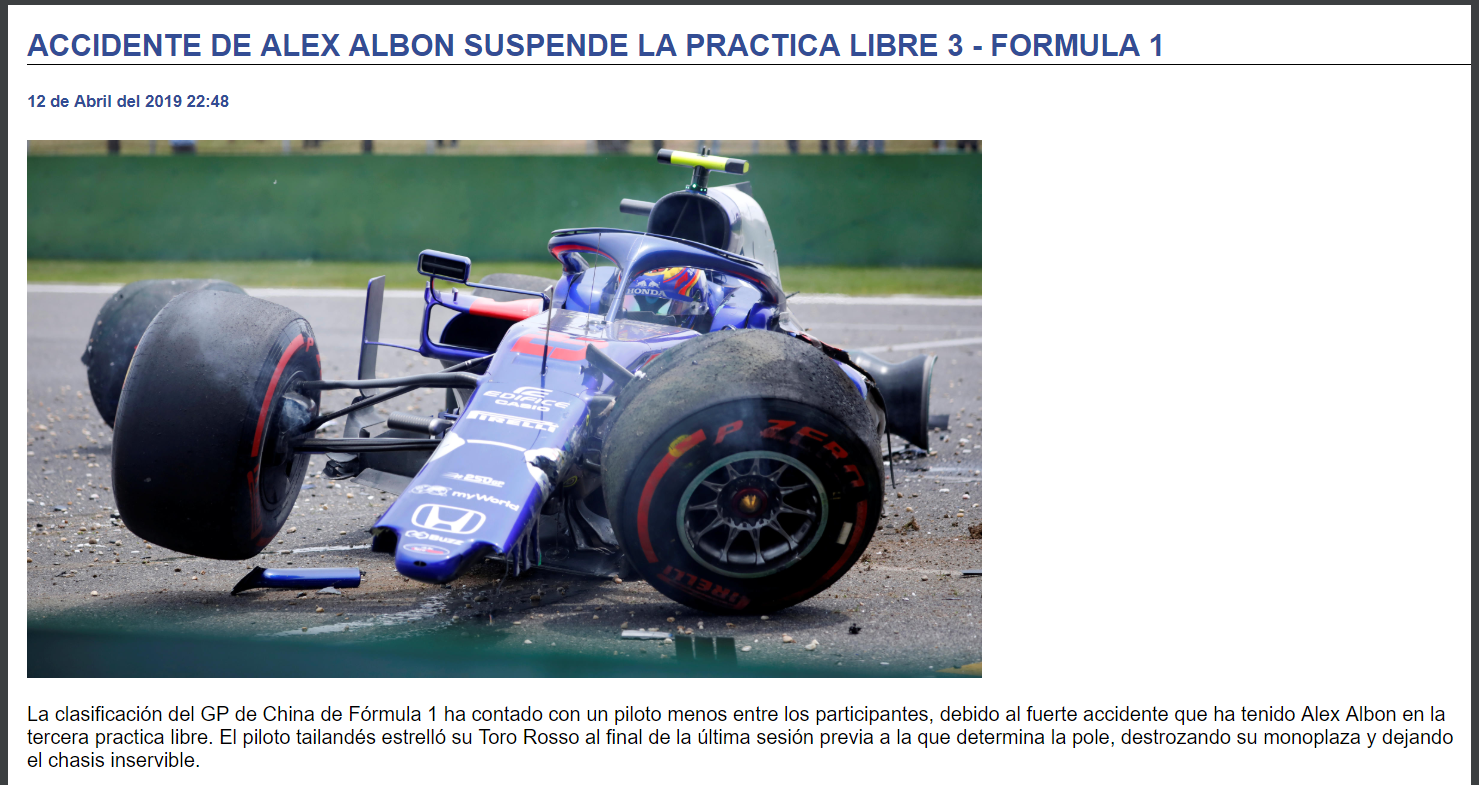 ACCIDENTE DE ALEX ALBON SUSPENDE LA PRACTICA LIBRE 3 - FORMULA 1
12 de Abril del 2019 22:48
HONDA
EDIFICE
CASIO
PIRELLI
myWorld
BUZZ
P ZERO
PIRELLI
La clasificación del GP de China de Fórmula 1 ha contado con un piloto menos entre los participantes, debido al fuerte accidente que ha tenido Alex Albon en la
tercera practica libre. El piloto tailandés estrelló su Toro Rosso al final de la última sesión previa a la que determina la pole, destrozando su monoplaza y dejando
el chasis inservible.